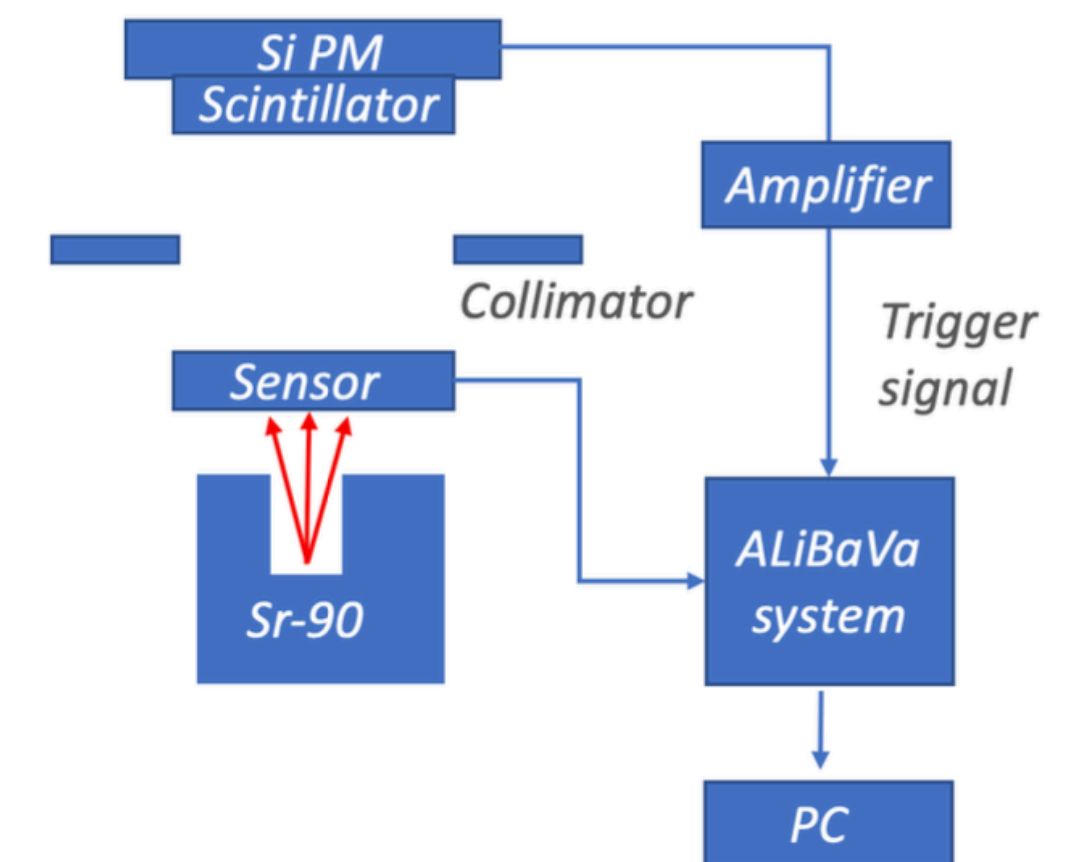 Si PM
Scintillator
Amplifier
Collimator
Trigger
signal
Sensor
ALiBaVa
system
Sr-90
PC